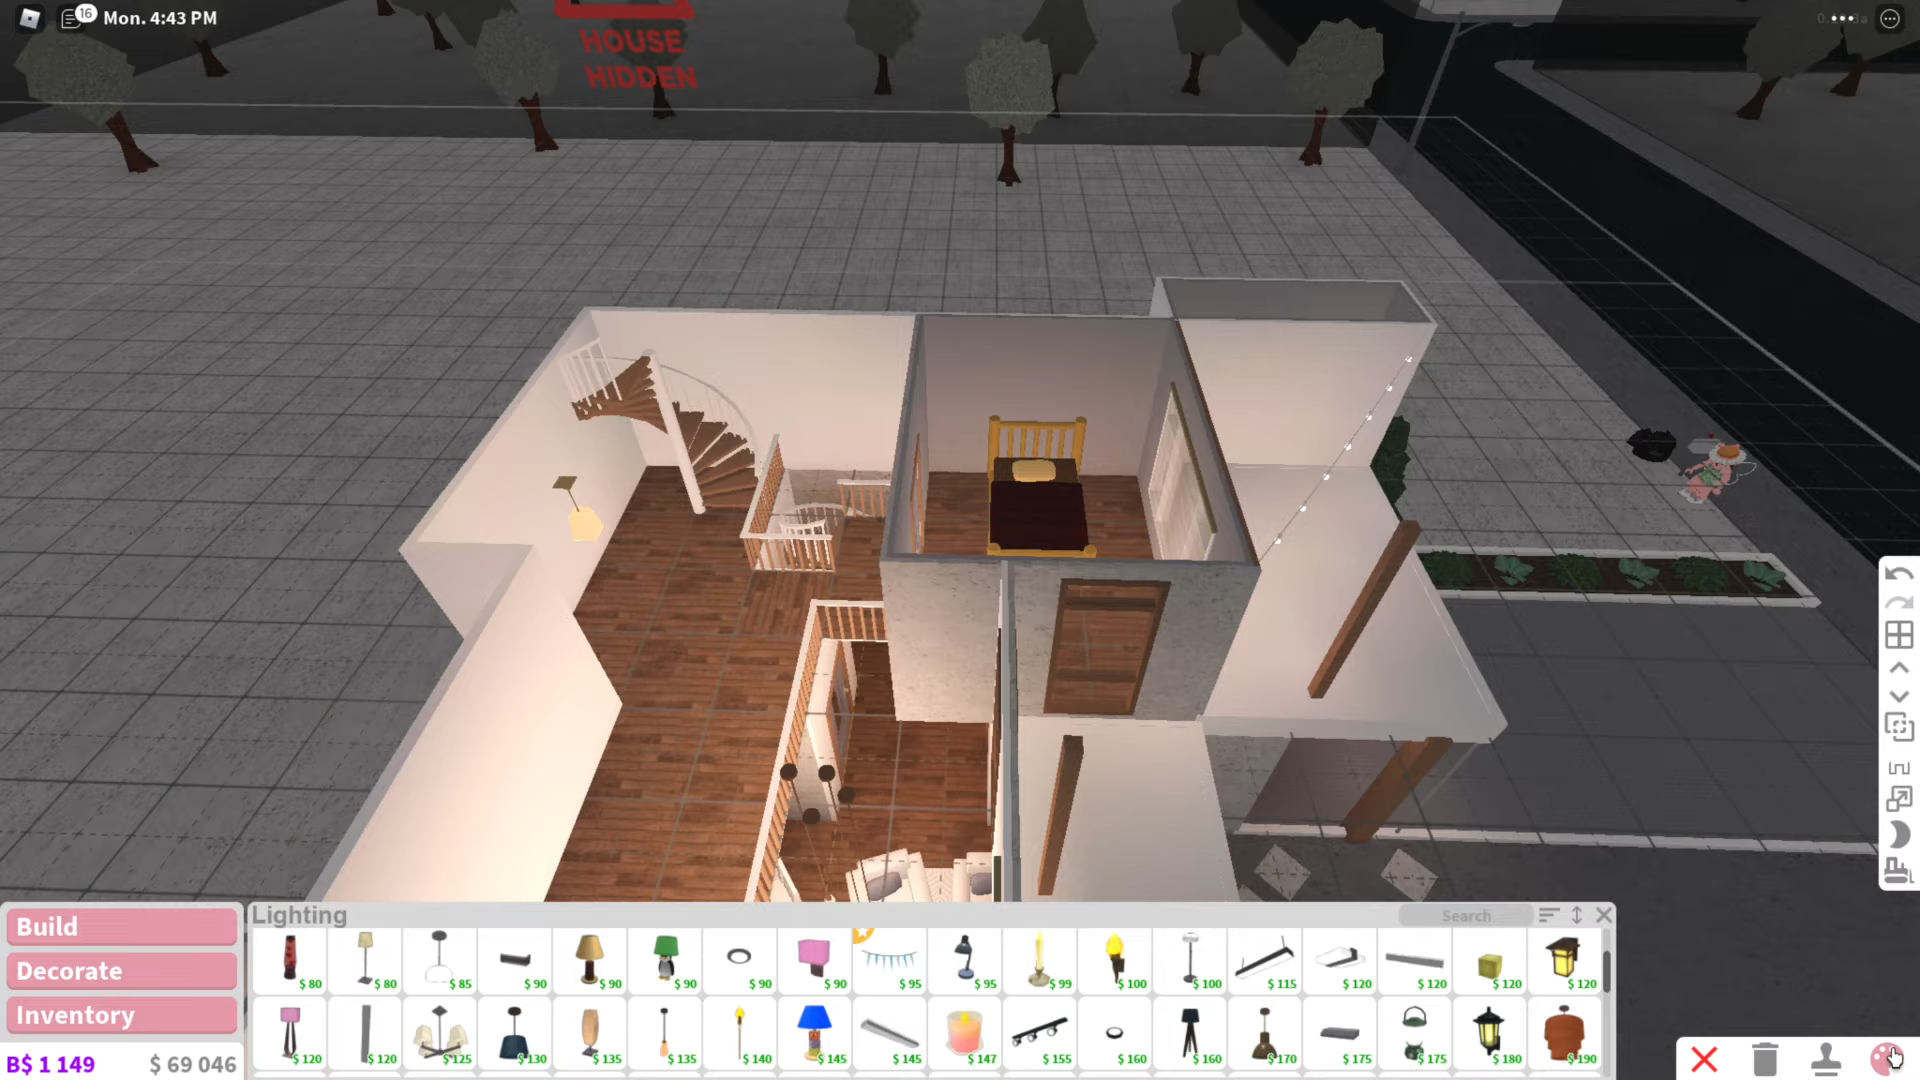 16 Mon. 4:43 PM
HOUSE
HIDDEN
Build
Decorate
Inventory
B$ 1 149 $ 69 046
Lighting
Search
$ 80 $ 80 $ 85 $ 90 $ 90 $ 90 $ 90 $ 90 $ 95 $ 95 $ 99 $ 100 $ 100 $ 115 $ 120 $ 120 $ 120 $ 120
$ 120 $ 120 $ 125 $ 130 $ 135 $ 135 $ 140 $ 145 $ 145 $ 147 $ 155 $ 160 $ 160 $ 170 $ 175 $ 175 $ 180 $ 190